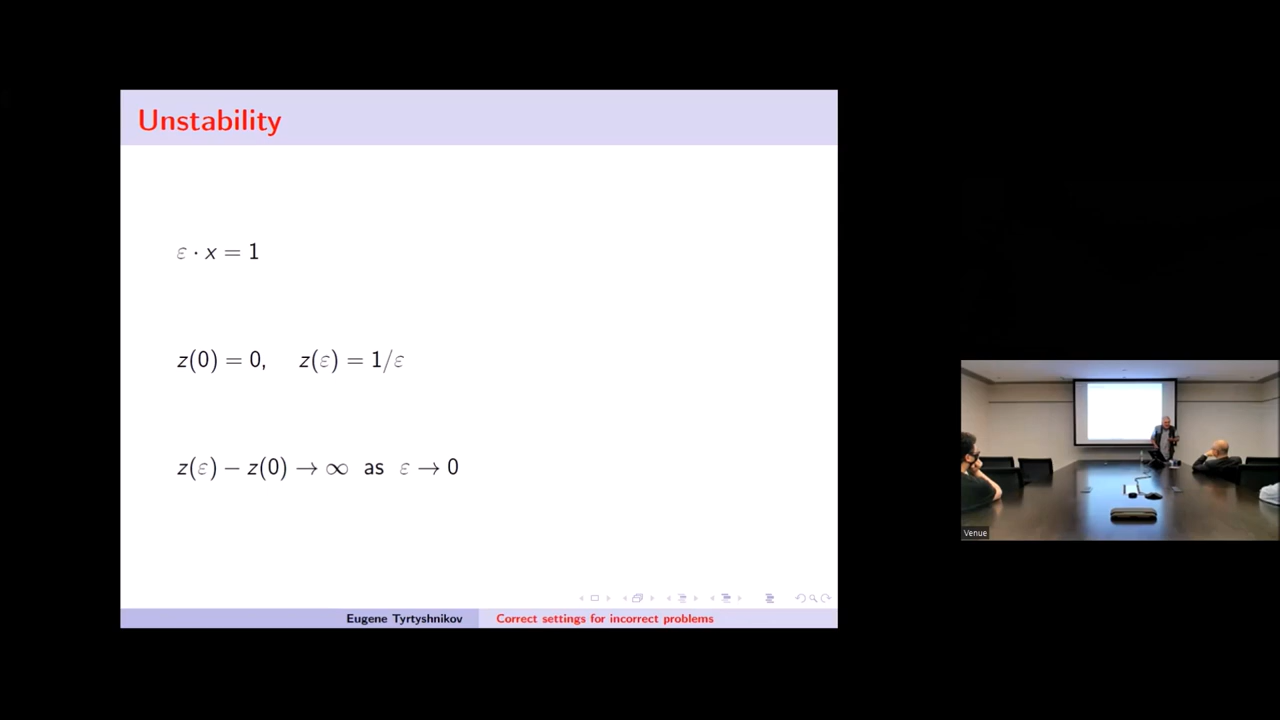 Unstability
ε · x = 1
z(0) = 0, z(ε) = 1/ε
z(ε) − z(0) → ∞ as ε → 0
Eugene Tyrtyshnikov Correct settings for incorrect problems
Venue